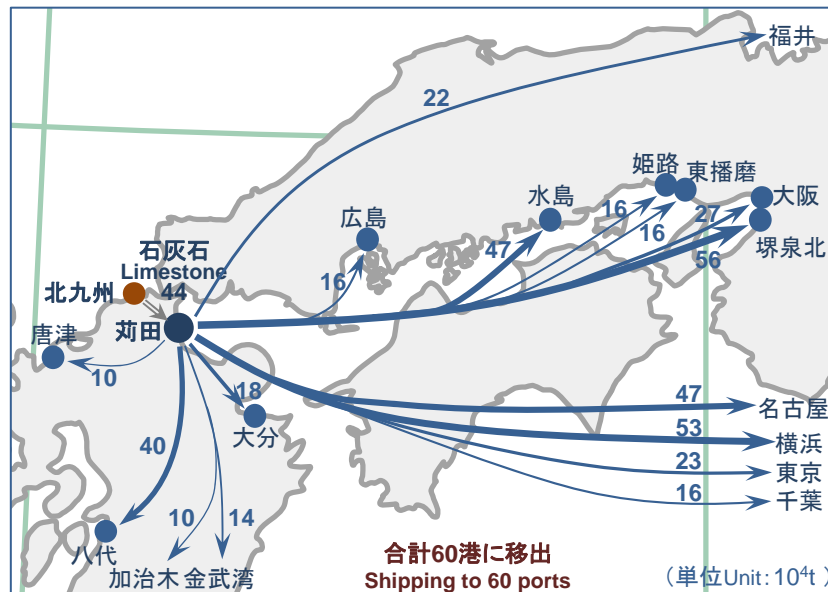 福井
22
姫路
東播磨
大阪
水島
広島
27
16
16
堺泉北
石灰石
Limestone
44
47
56
16
北九州
苅田
唐津
10
18
大分
47
名古屋
53
横浜
40
23
東京
16
千葉
10
14
八代
加治木
金武湾
合計60港に移出
Shipping to 60 ports
（単位Unit：10⁴t ）